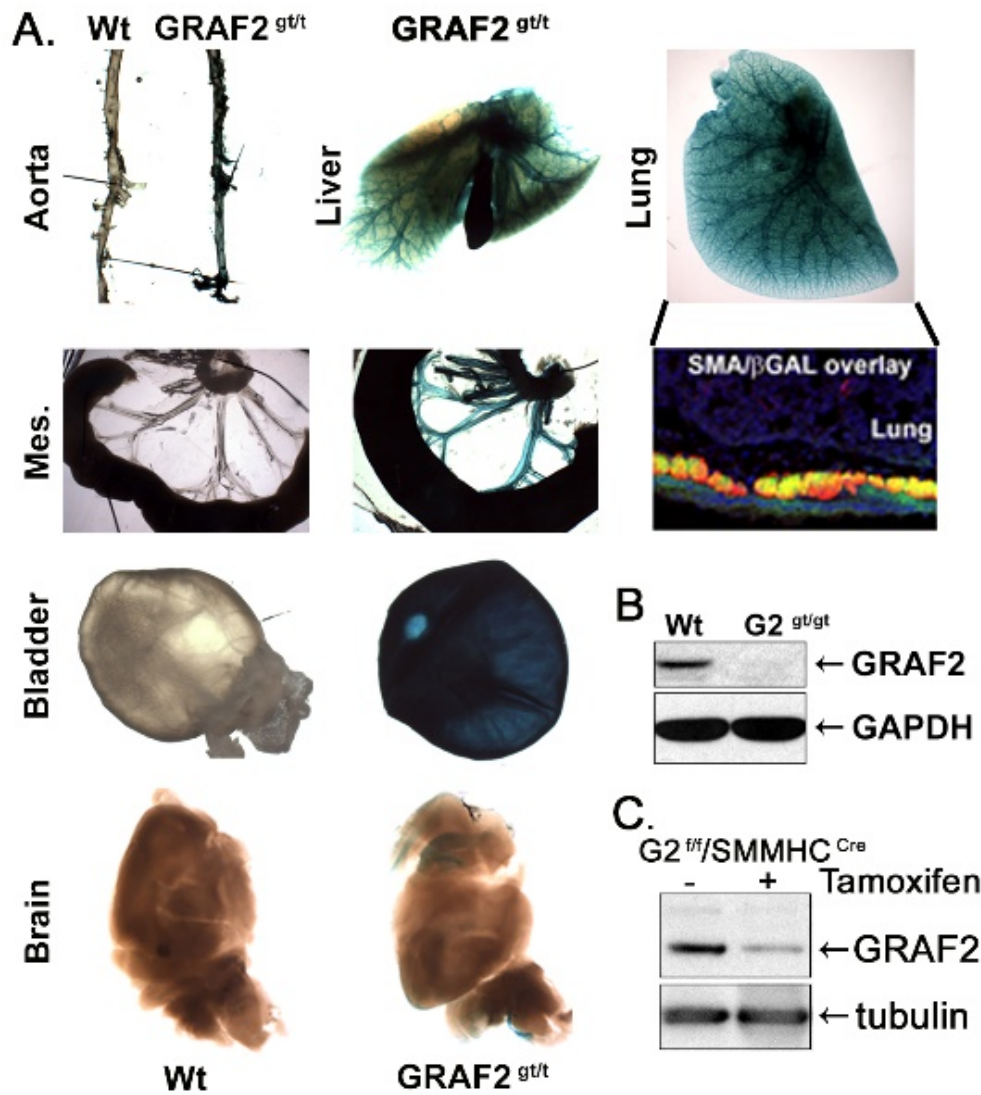 A.
Wt GRAF2 gt/t
GRAF2 gt/t
Aorta
Liver
Lung
Mes.
SMA/βGAL overlay
Lung
Bladder
Brain
Wt
GRAF2 gt/t
B
Wt G2 gt/gt
← GRAF2
← GAPDH
C.
G2 f/f/SMMHC Cre
- + Tamoxifen
← GRAF2
← tubulin